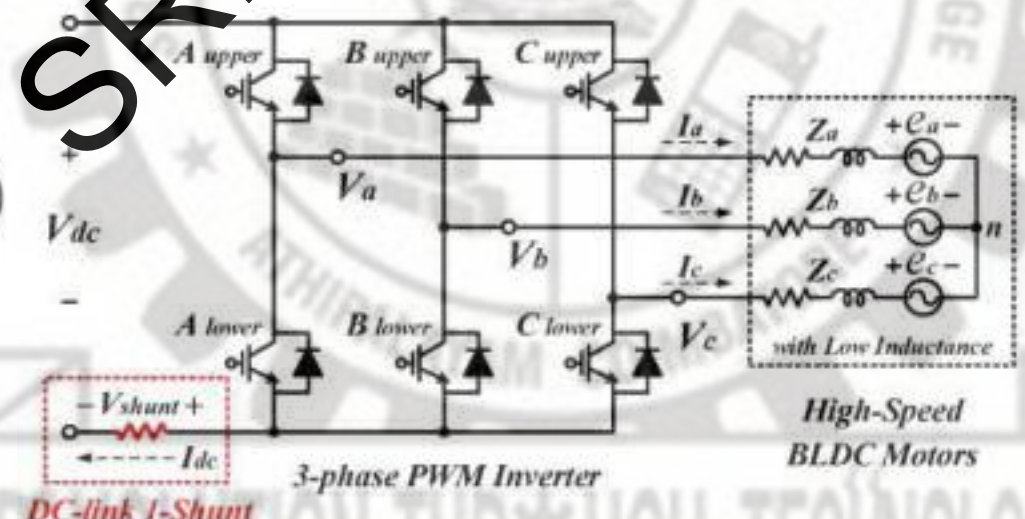 SR
A upper
B upper
C upper
+
Vdc
−
Va
Vb
Vc
Ia
Ib
Ic
Za
Zb
Zc
+ea−
+eb−
+ec−
n
A lower
B lower
C lower
with Low Inductance
−Vshunt+
Idc
DC-link 1-Shunt
3-phase PWM Inverter
High-Speed
BLDC Motors